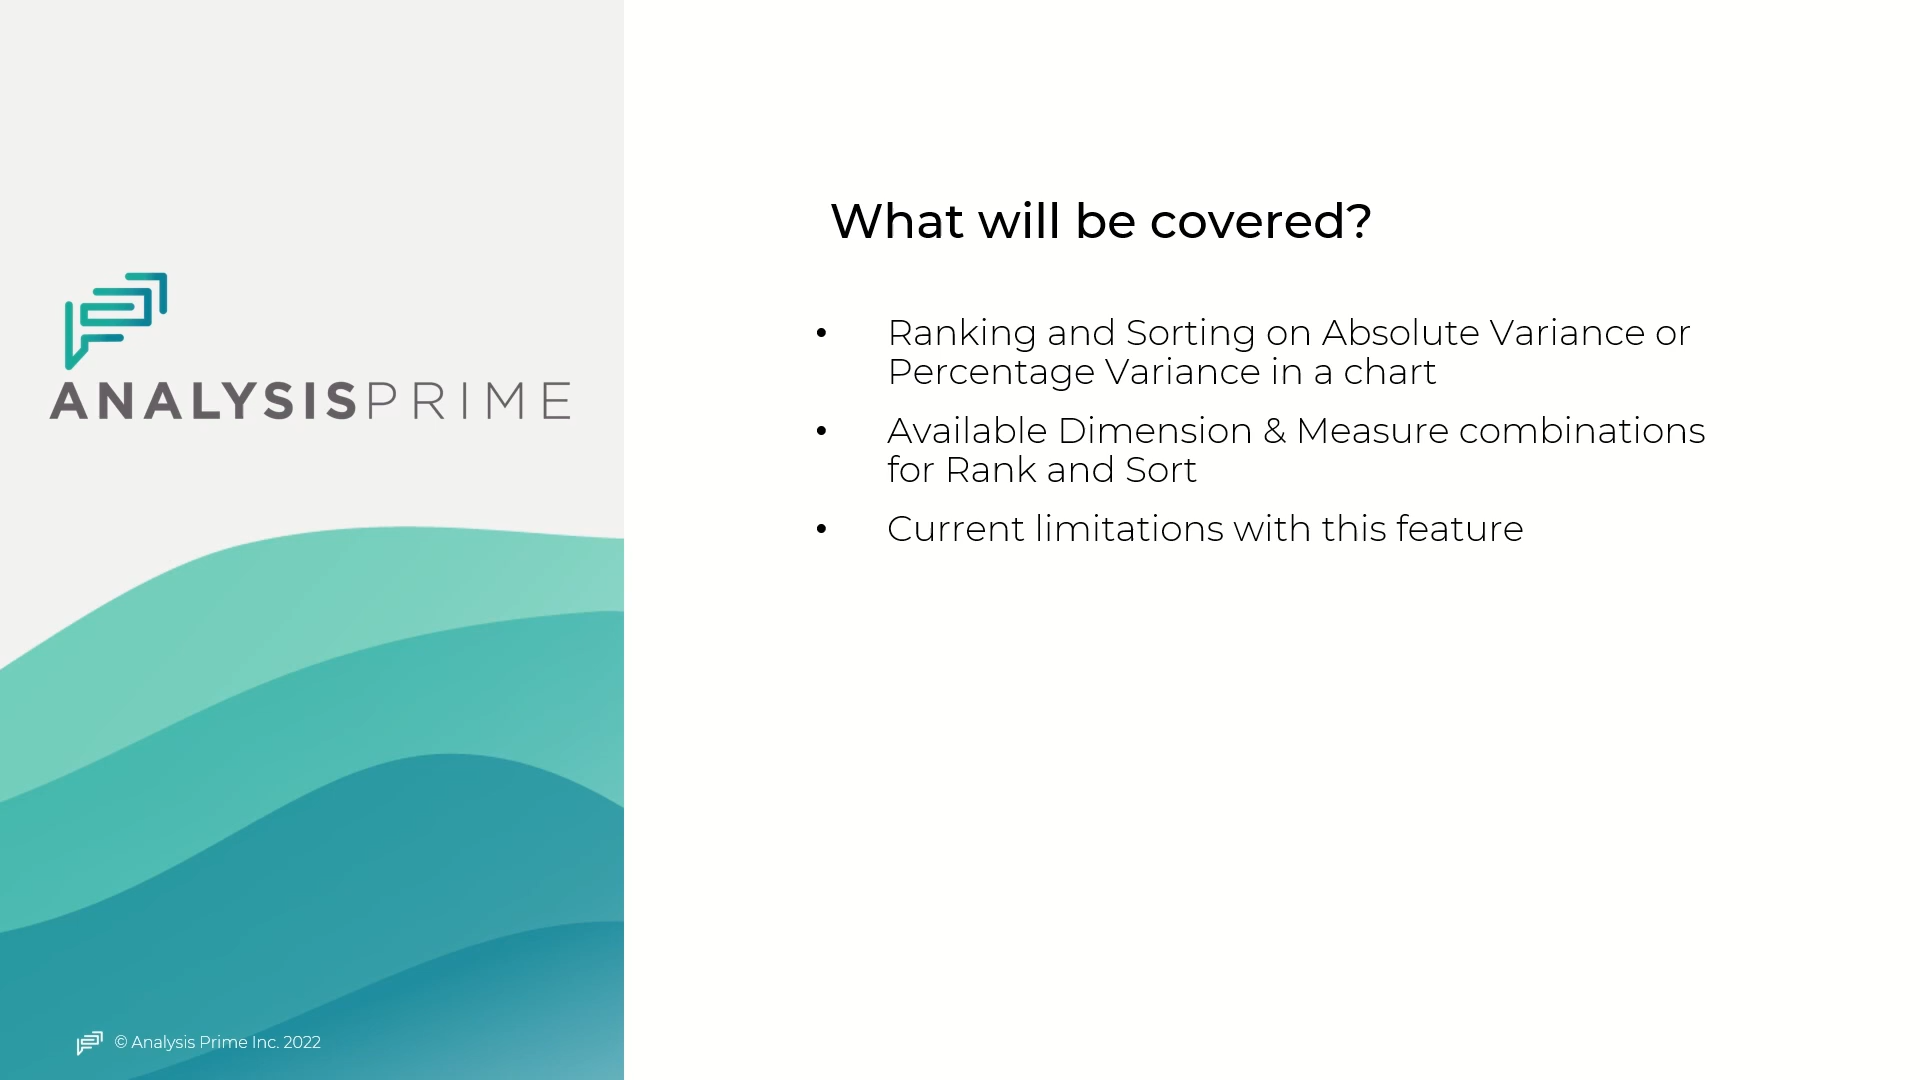 ANALYSISPRIME
What will be covered?
• Ranking and Sorting on Absolute Variance or
Percentage Variance in a chart
• Available Dimension & Measure combinations
for Rank and Sort
• Current limitations with this feature
© Analysis Prime Inc. 2022